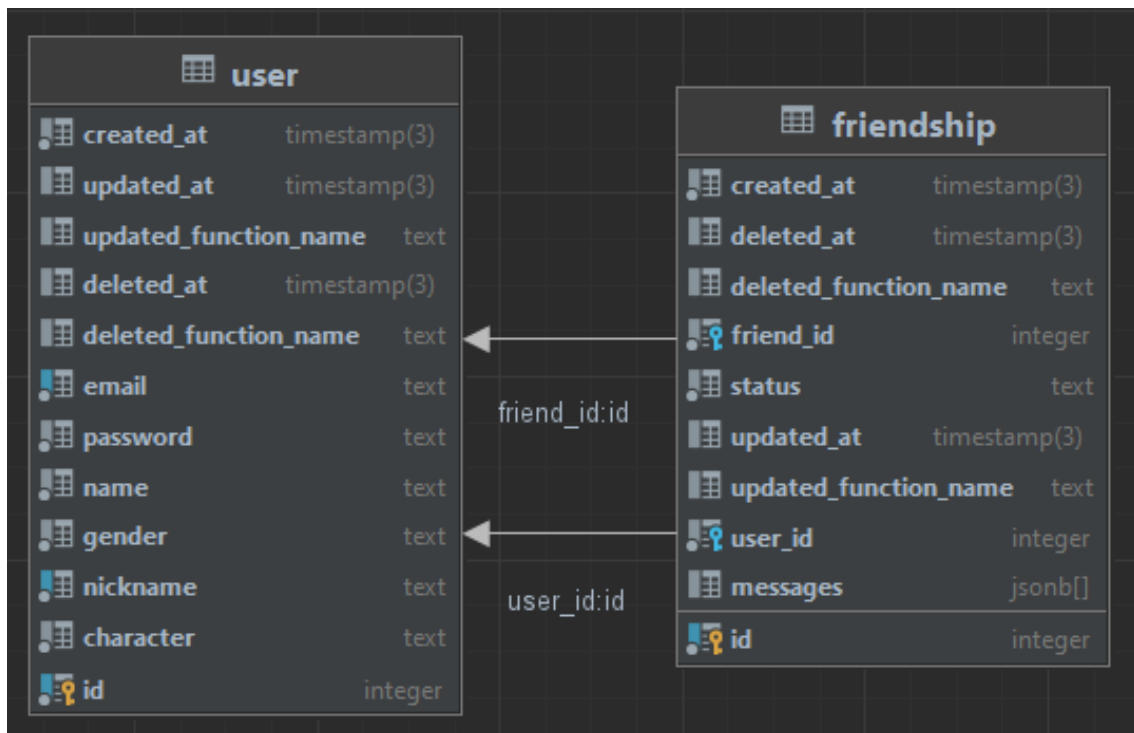 user
created_at timestamp(3)
updated_at timestamp(3)
updated_function_name text
deleted_at timestamp(3)
deleted_function_name text
email text
password text
name text
gender text
nickname text
character text
id integer
friend_id:id
user_id:id
friendship
created_at timestamp(3)
deleted_at timestamp(3)
deleted_function_name text
friend_id integer
status text
updated_at timestamp(3)
updated_function_name text
user_id integer
messages jsonb[]
id integer